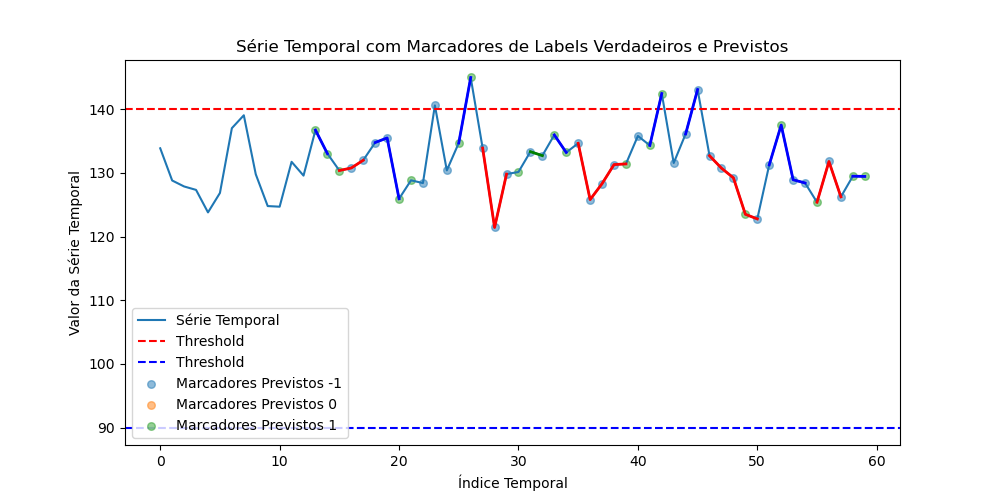 Série Temporal com Marcadores de Labels Verdadeiros e Previstos
Valor da Série Temporal
140
130
120
110
100
90
Série Temporal
Threshold
Threshold
Marcadores Previstos -1
Marcadores Previstos 0
Marcadores Previstos 1
0 10 20 30 40 50 60
Índice Temporal